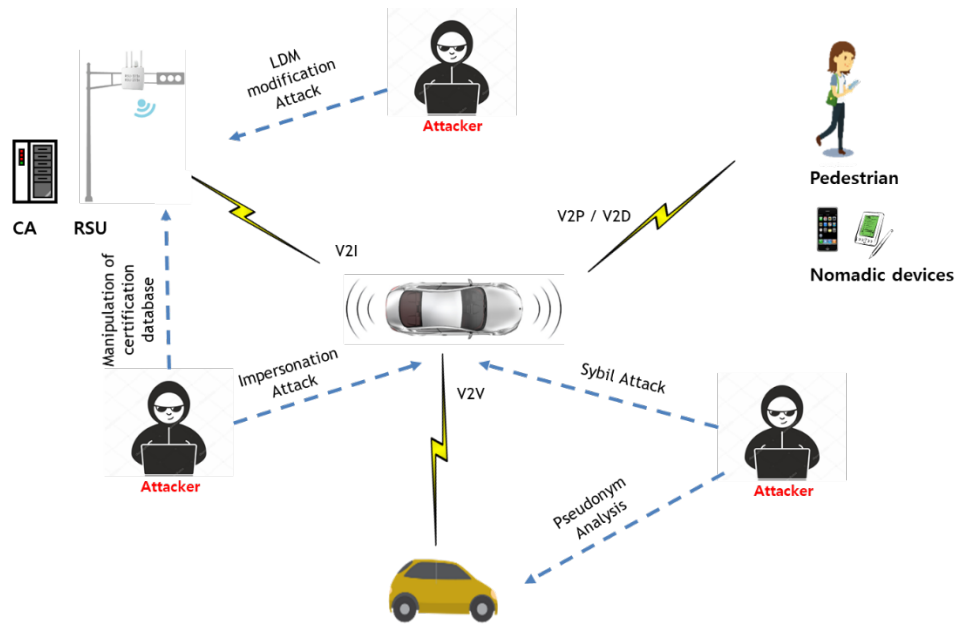 LDM
modification
Attack
Attacker
Pedestrian
Nomadic devices
CA
RSU
V2I
V2P / V2D
Manipulation of
certification
database
Impersonation
Attack
V2V
Sybil Attack
Attacker
Attacker
Pseudonym
Analysis